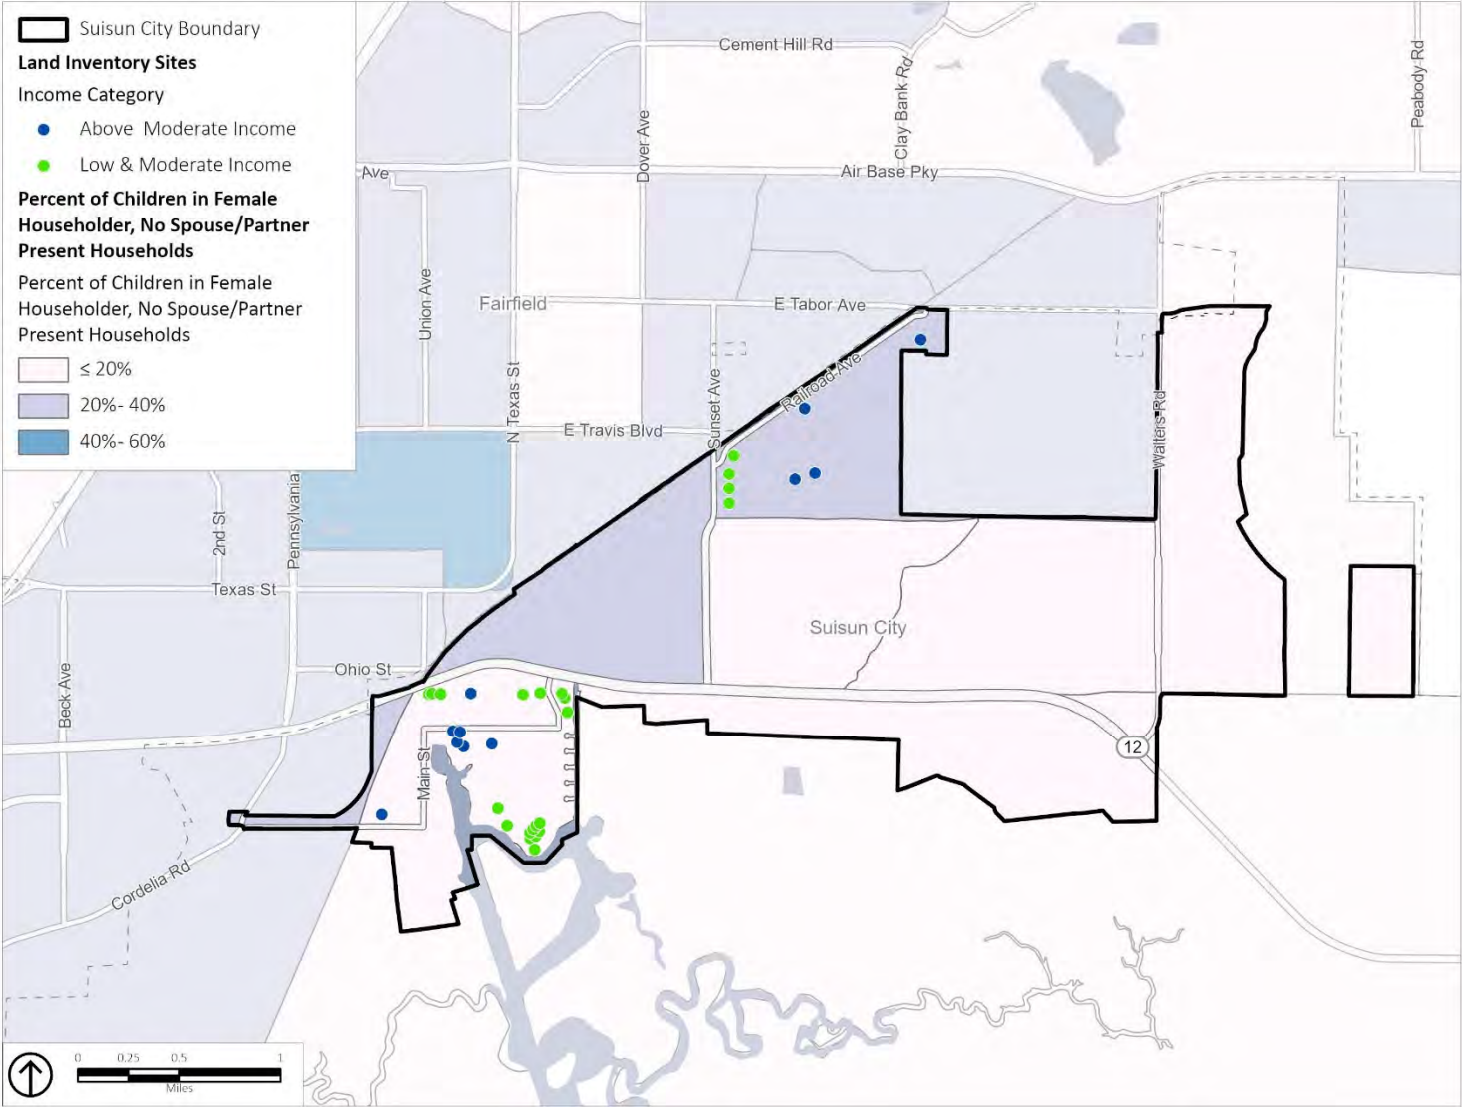 Suisun City Boundary
Land Inventory Sites
Income Category
Above Moderate Income
Low & Moderate Income
Percent of Children in Female
Householder, No Spouse/Partner
Present Households
Percent of Children in Female
Householder, No Spouse/Partner
Present Households
≤ 20%
20%- 40%
40%- 60%
Cement Hill Rd
Clay Bank Rd
Peabody Rd
Dover Ave
Ave
Air Base Pky
Union Ave
Fairfield
E Tabor Ave
N Texas St
Railroad Ave
Sunset Ave
E Travis Blvd
Walters Rd
Pennsylvania
2nd St
Texas St
Suisun City
Ohio St
Beck Ave
Main St
12
Cordelia Rd
0 0.25 0.5 1
Miles